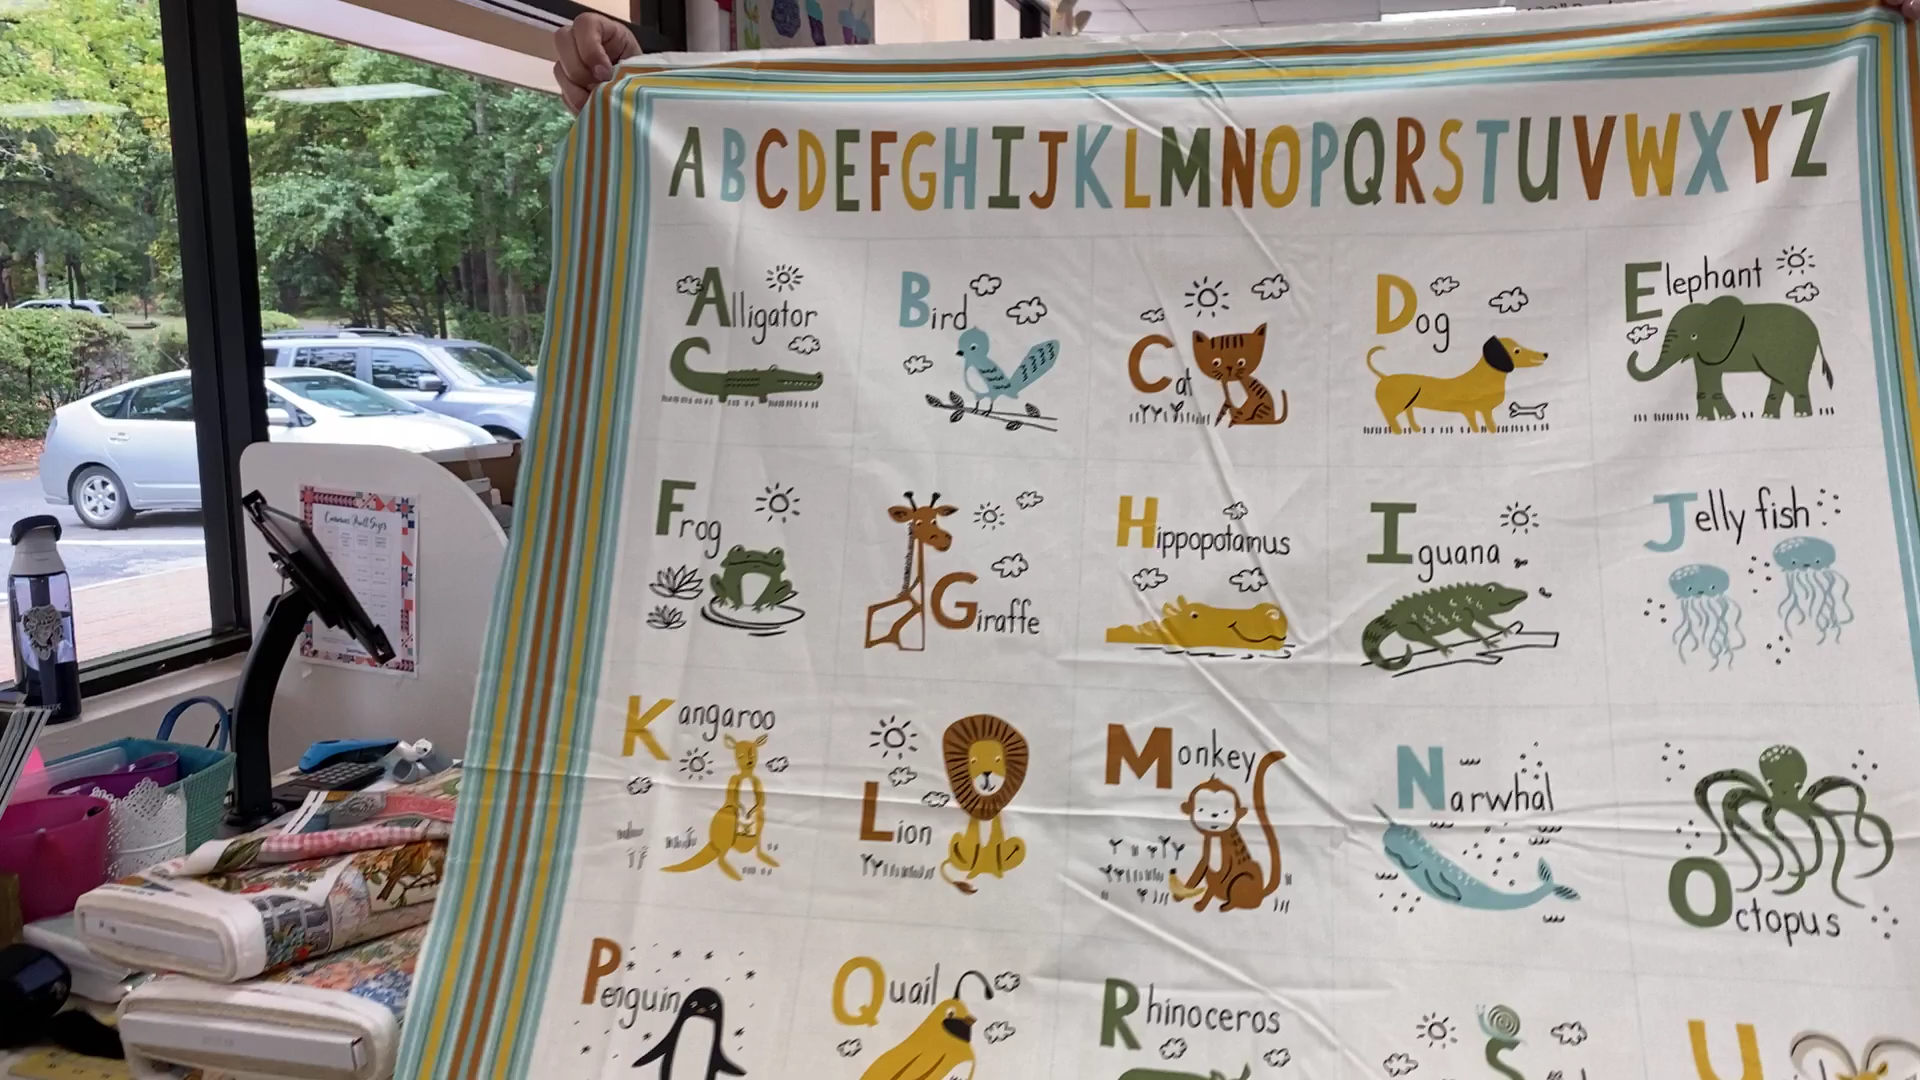 ABCDEFGHIJKLMNOPQRSTUVWXYZ
Alligator
Bird
Cat
Dog
Elephant
Frog
Giraffe
Hippopotamus
Iguana
Jelly fish
Kangaroo
Lion
Monkey
Narwhal
Octopus
Penguin
Quail
Rhinoceros
S
U